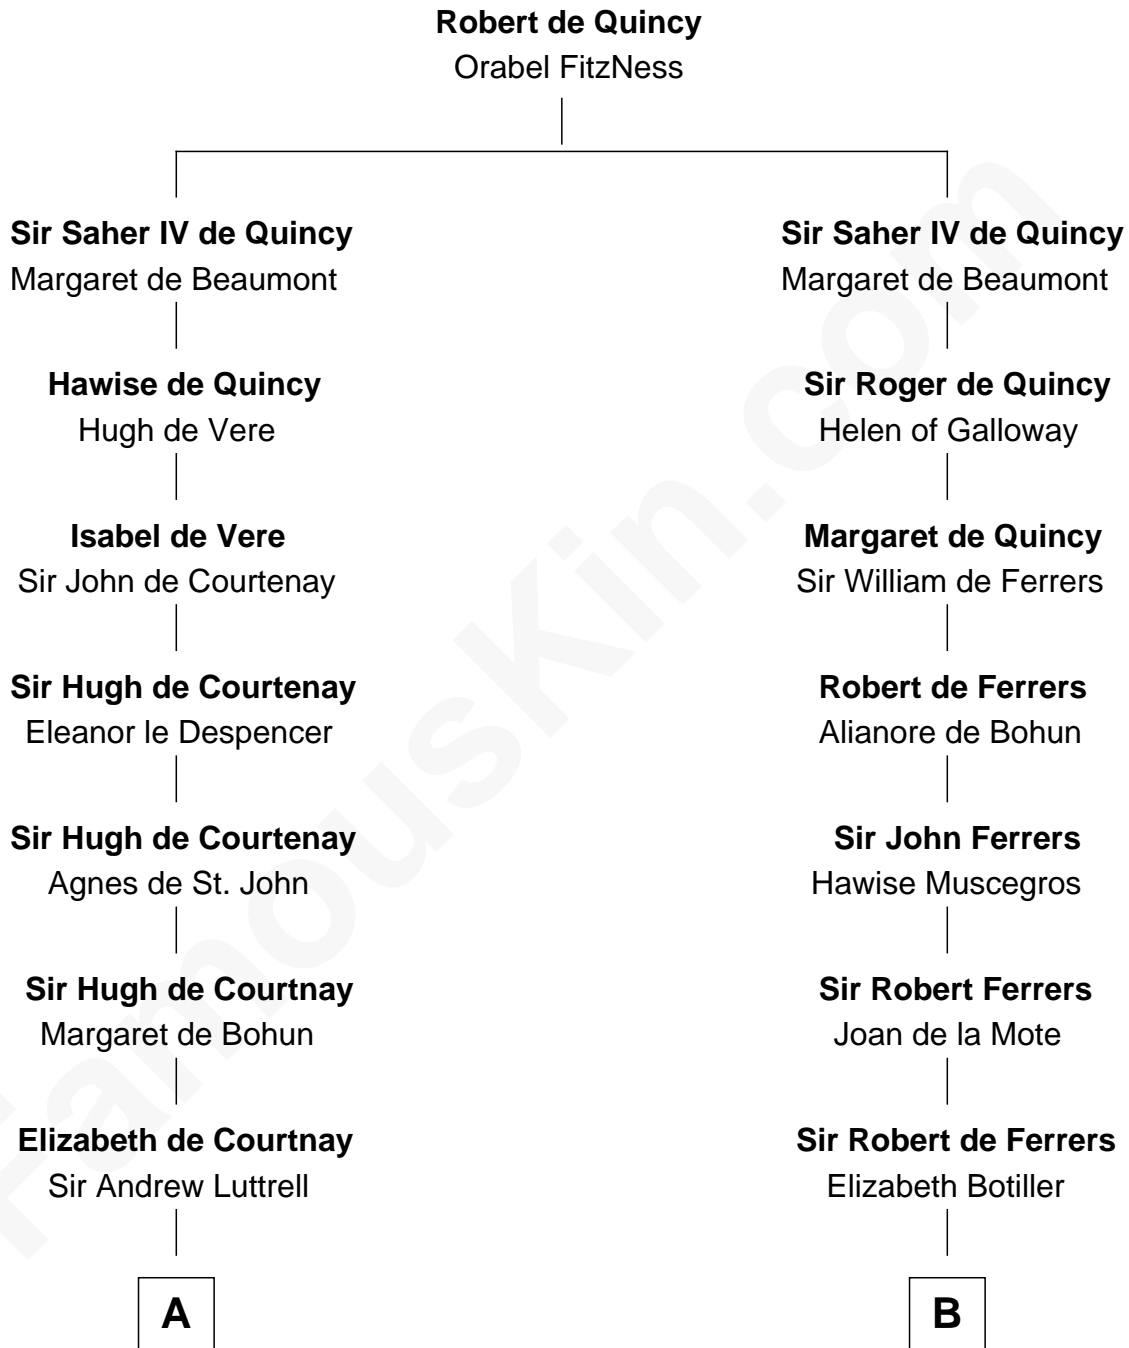 Robert de Quincy
Orabel FitzNess
Sir Saher IV de Quincy
Margaret de Beaumont
Hawise de Quincy
Hugh de Vere
Isabel de Vere
Sir John de Courtenay
Sir Hugh de Courtenay
Eleanor le Despencer
Sir Hugh de Courtenay
Agnes de St. John
Sir Hugh de Courtnay
Margaret de Bohun
Elizabeth de Courtnay
Sir Andrew Luttrell
A
Sir Saher IV de Quincy
Margaret de Beaumont
Sir Roger de Quincy
Helen of Galloway
Margaret de Quincy
Sir William de Ferrers
Robert de Ferrers
Alianore de Bohun
Sir John Ferrers
Hawise Muscegros
Sir Robert Ferrers
Joan de la Mote
Sir Robert de Ferrers
Elizabeth Botiller
B
FamousKin.com